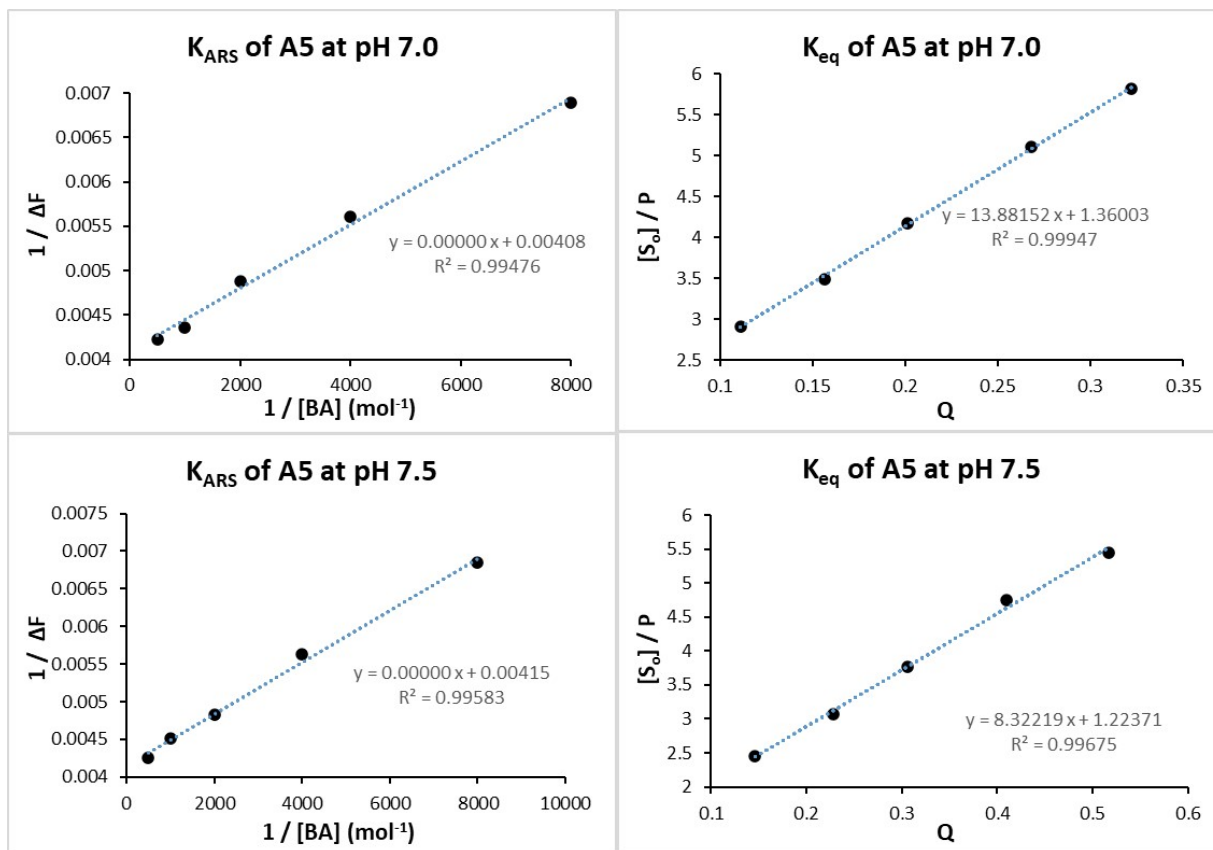 K_ARS of A5 at pH 7.0
0.007
0.0065
0.006
0.0055
0.005
0.0045
0.004
1 / ΔF
y = 0.00000 x + 0.00408
R² = 0.99476
0 2000 4000 6000 8000
1 / [BA] (mol⁻¹)
K_eq of A5 at pH 7.0
6
5.5
5
4.5
4
3.5
3
2.5
[S_o] / P
y = 13.88152 x + 1.36003
R² = 0.99947
0.1 0.15 0.2 0.25 0.3 0.35
Q
K_ARS of A5 at pH 7.5
0.0075
0.007
0.0065
0.006
0.0055
0.005
0.0045
0.004
1 / ΔF
y = 0.00000 x + 0.00415
R² = 0.99583
0 2000 4000 6000 8000 10000
1 / [BA] (mol⁻¹)
K_eq of A5 at pH 7.5
6
5.5
5
4.5
4
3.5
3
2.5
2
[S_o] / P
y = 8.32219 x + 1.22371
R² = 0.99675
0.1 0.2 0.3 0.4 0.5 0.6
Q